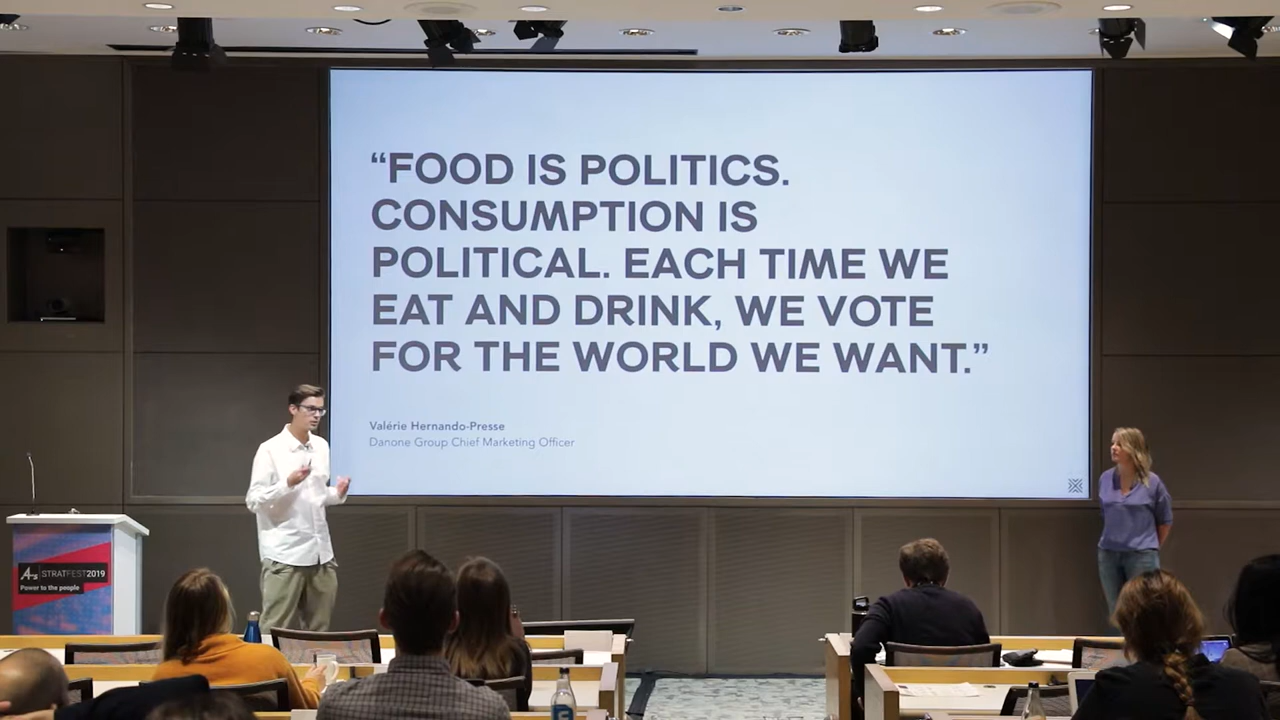 “FOOD IS POLITICS.
CONSUMPTION IS
POLITICAL. EACH TIME WE
EAT AND DRINK, WE VOTE
FOR THE WORLD WE WANT.”
Valérie Hernando-Presse
Danone Group Chief Marketing Officer
4As STRATFEST2019
Power to the people